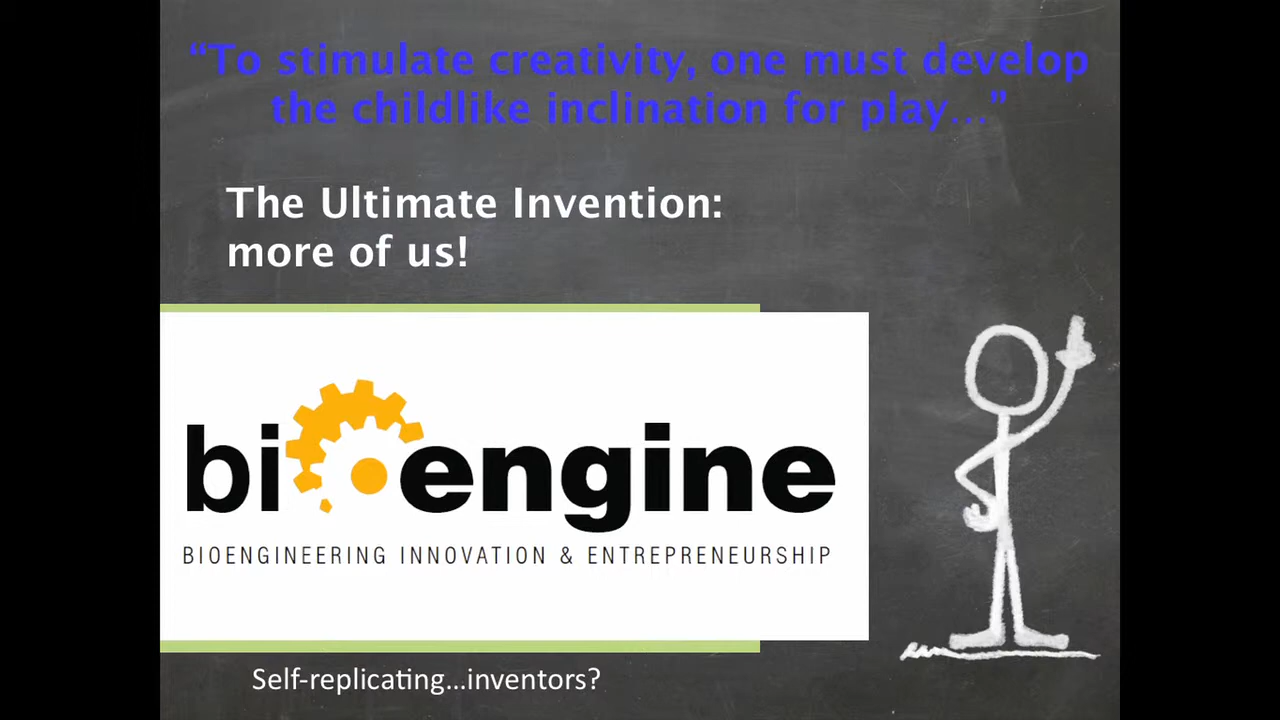 “To stimulate creativity, one must develop
the childlike inclination for play…”
The Ultimate Invention:
more of us!
bioengine
BIOENGINEERING INNOVATION & ENTREPRENEURSHIP
Self-replicating…inventors?